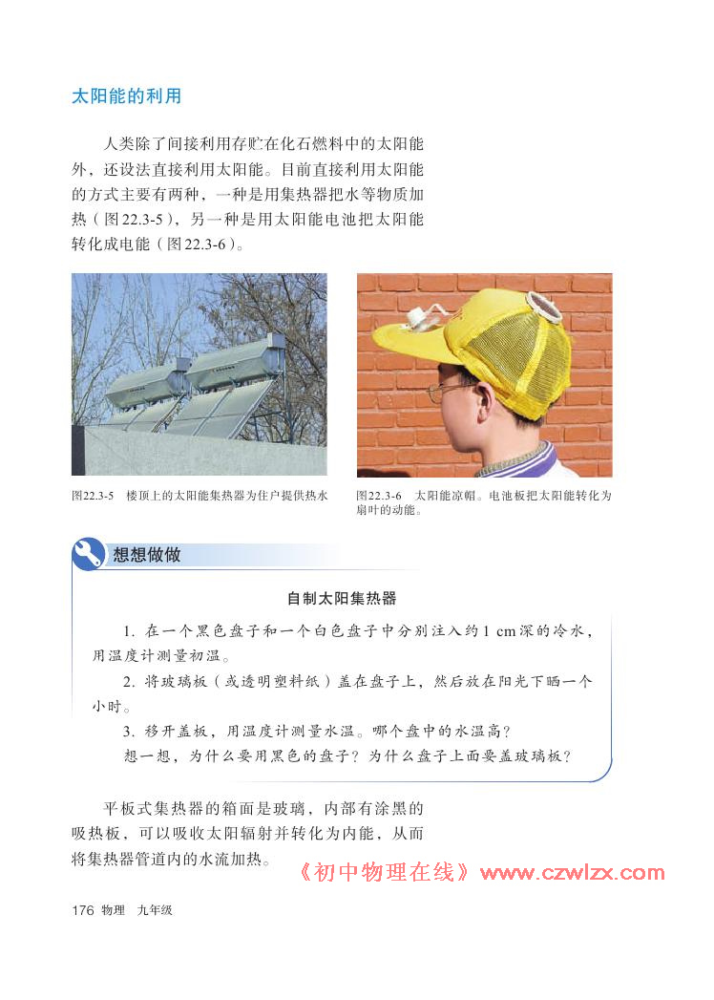 太阳能的利用
人类除了间接利用存贮在化石燃料中的太阳能
外，还设法直接利用太阳能。目前直接利用太阳能
的方式主要有两种，一种是用集热器把水等物质加
热（图22.3-5），另一种是用太阳能电池把太阳能
转化成电能（图22.3-6）。
图22.3-5 楼顶上的太阳能集热器为住户提供热水
图22.3-6 太阳能凉帽。电池板把太阳能转化为
扇叶的动能。
想想做做
自制太阳集热器
1. 在一个黑色盘子和一个白色盘子中分别注入约1 cm深的冷水，
用温度计测量初温。
2. 将玻璃板（或透明塑料纸）盖在盘子上，然后放在阳光下晒一个
小时。
3. 移开盖板，用温度计测量水温。哪个盘中的水温高？
想一想，为什么要用黑色的盘子？为什么盘子上面要盖玻璃板？
平板式集热器的箱面是玻璃，内部有涂黑的
吸热板，可以吸收太阳辐射并转化为内能，从而
将集热器管道内的水流加热。
《初中物理在线》www.czwlzx.com
176 物理 九年级